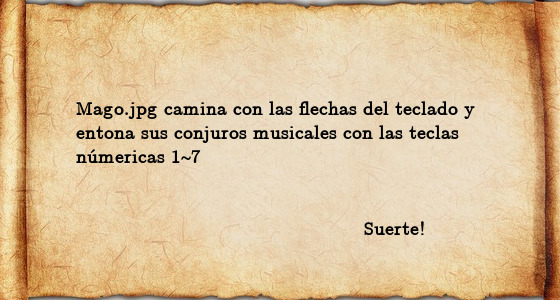 Mago.jpg camina con las flechas del teclado y
entona sus conjuros musicales con las teclas
númericas 1~7
Suerte!